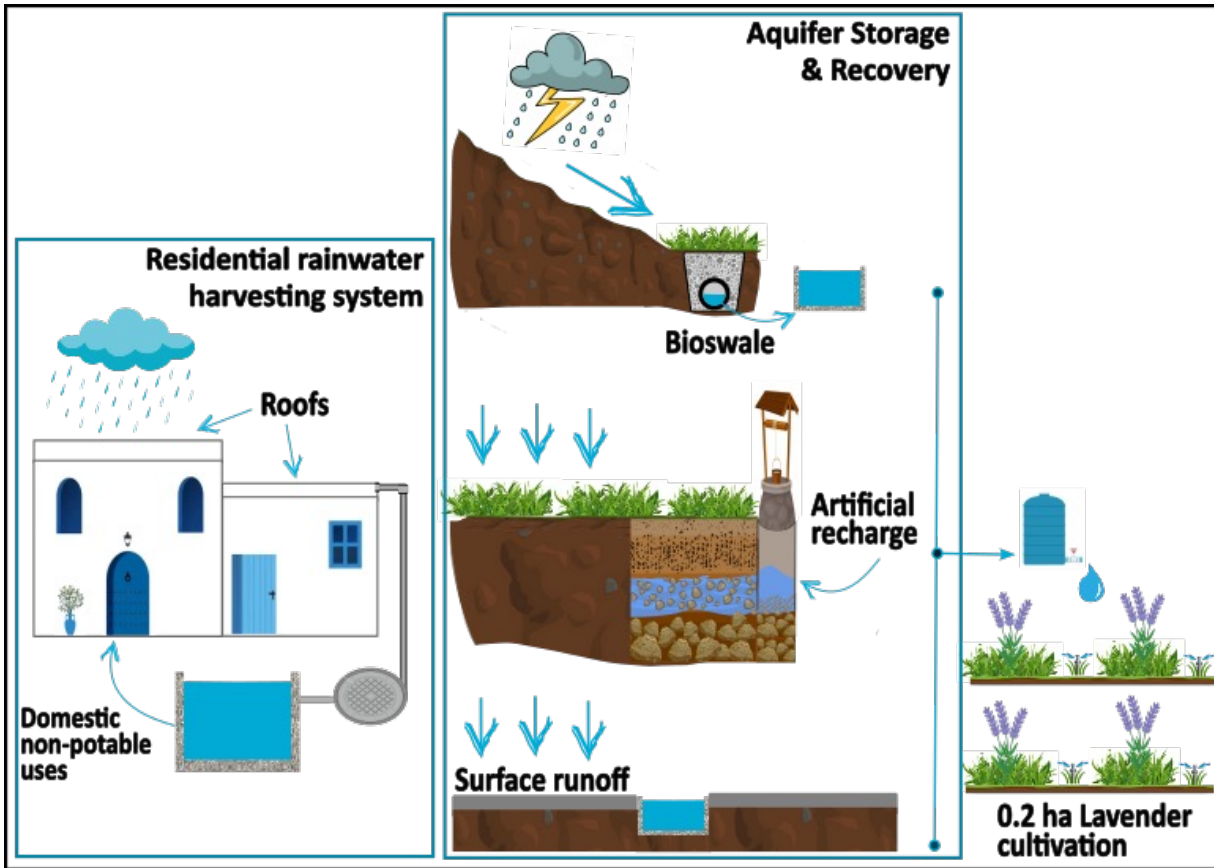 Aquifer Storage
& Recovery
Residential rainwater
harvesting system
Bioswale
Roofs
Artificial
recharge
Domestic
non-potable
uses
Surface runoff
0.2 ha Lavender
cultivation